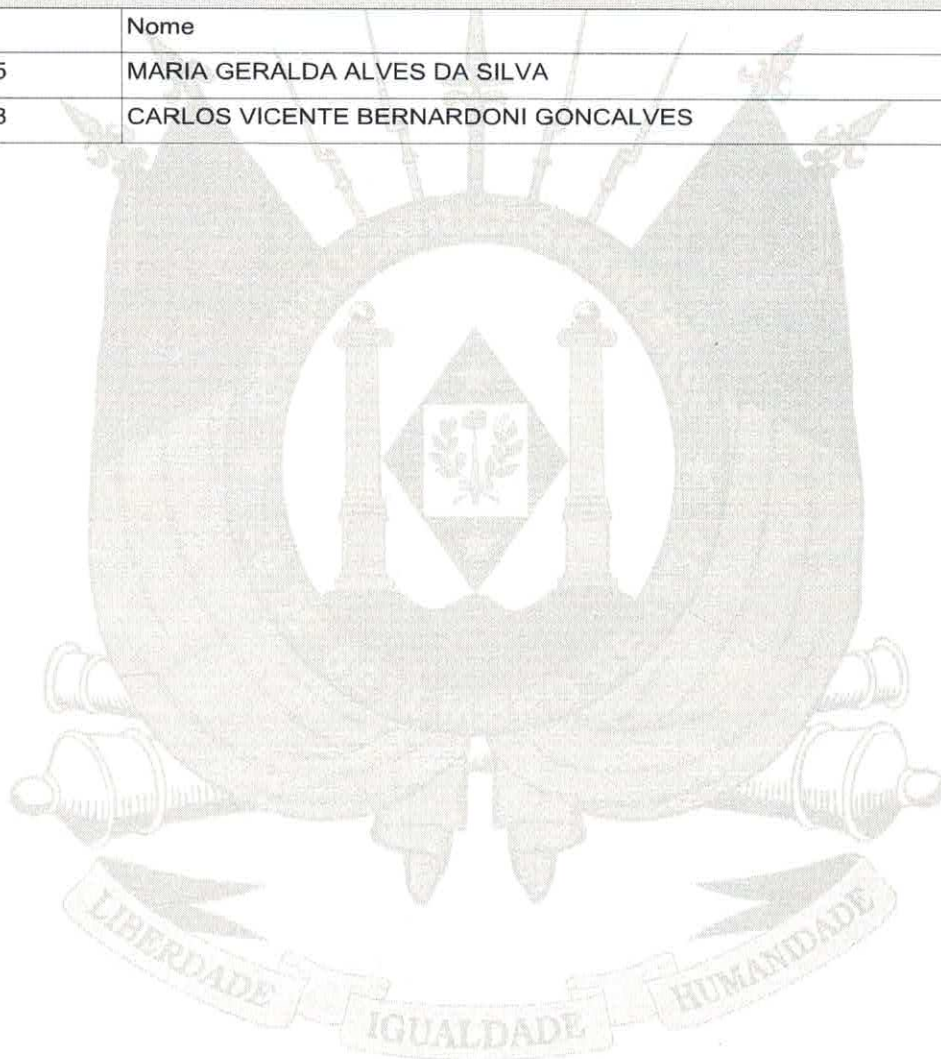 Nome
5 MARIA GERALDA ALVES DA SILVA
3 CARLOS VICENTE BERNARDONI GONCALVES
LIBERDADE
IGUALDADE
HUMANIDADE